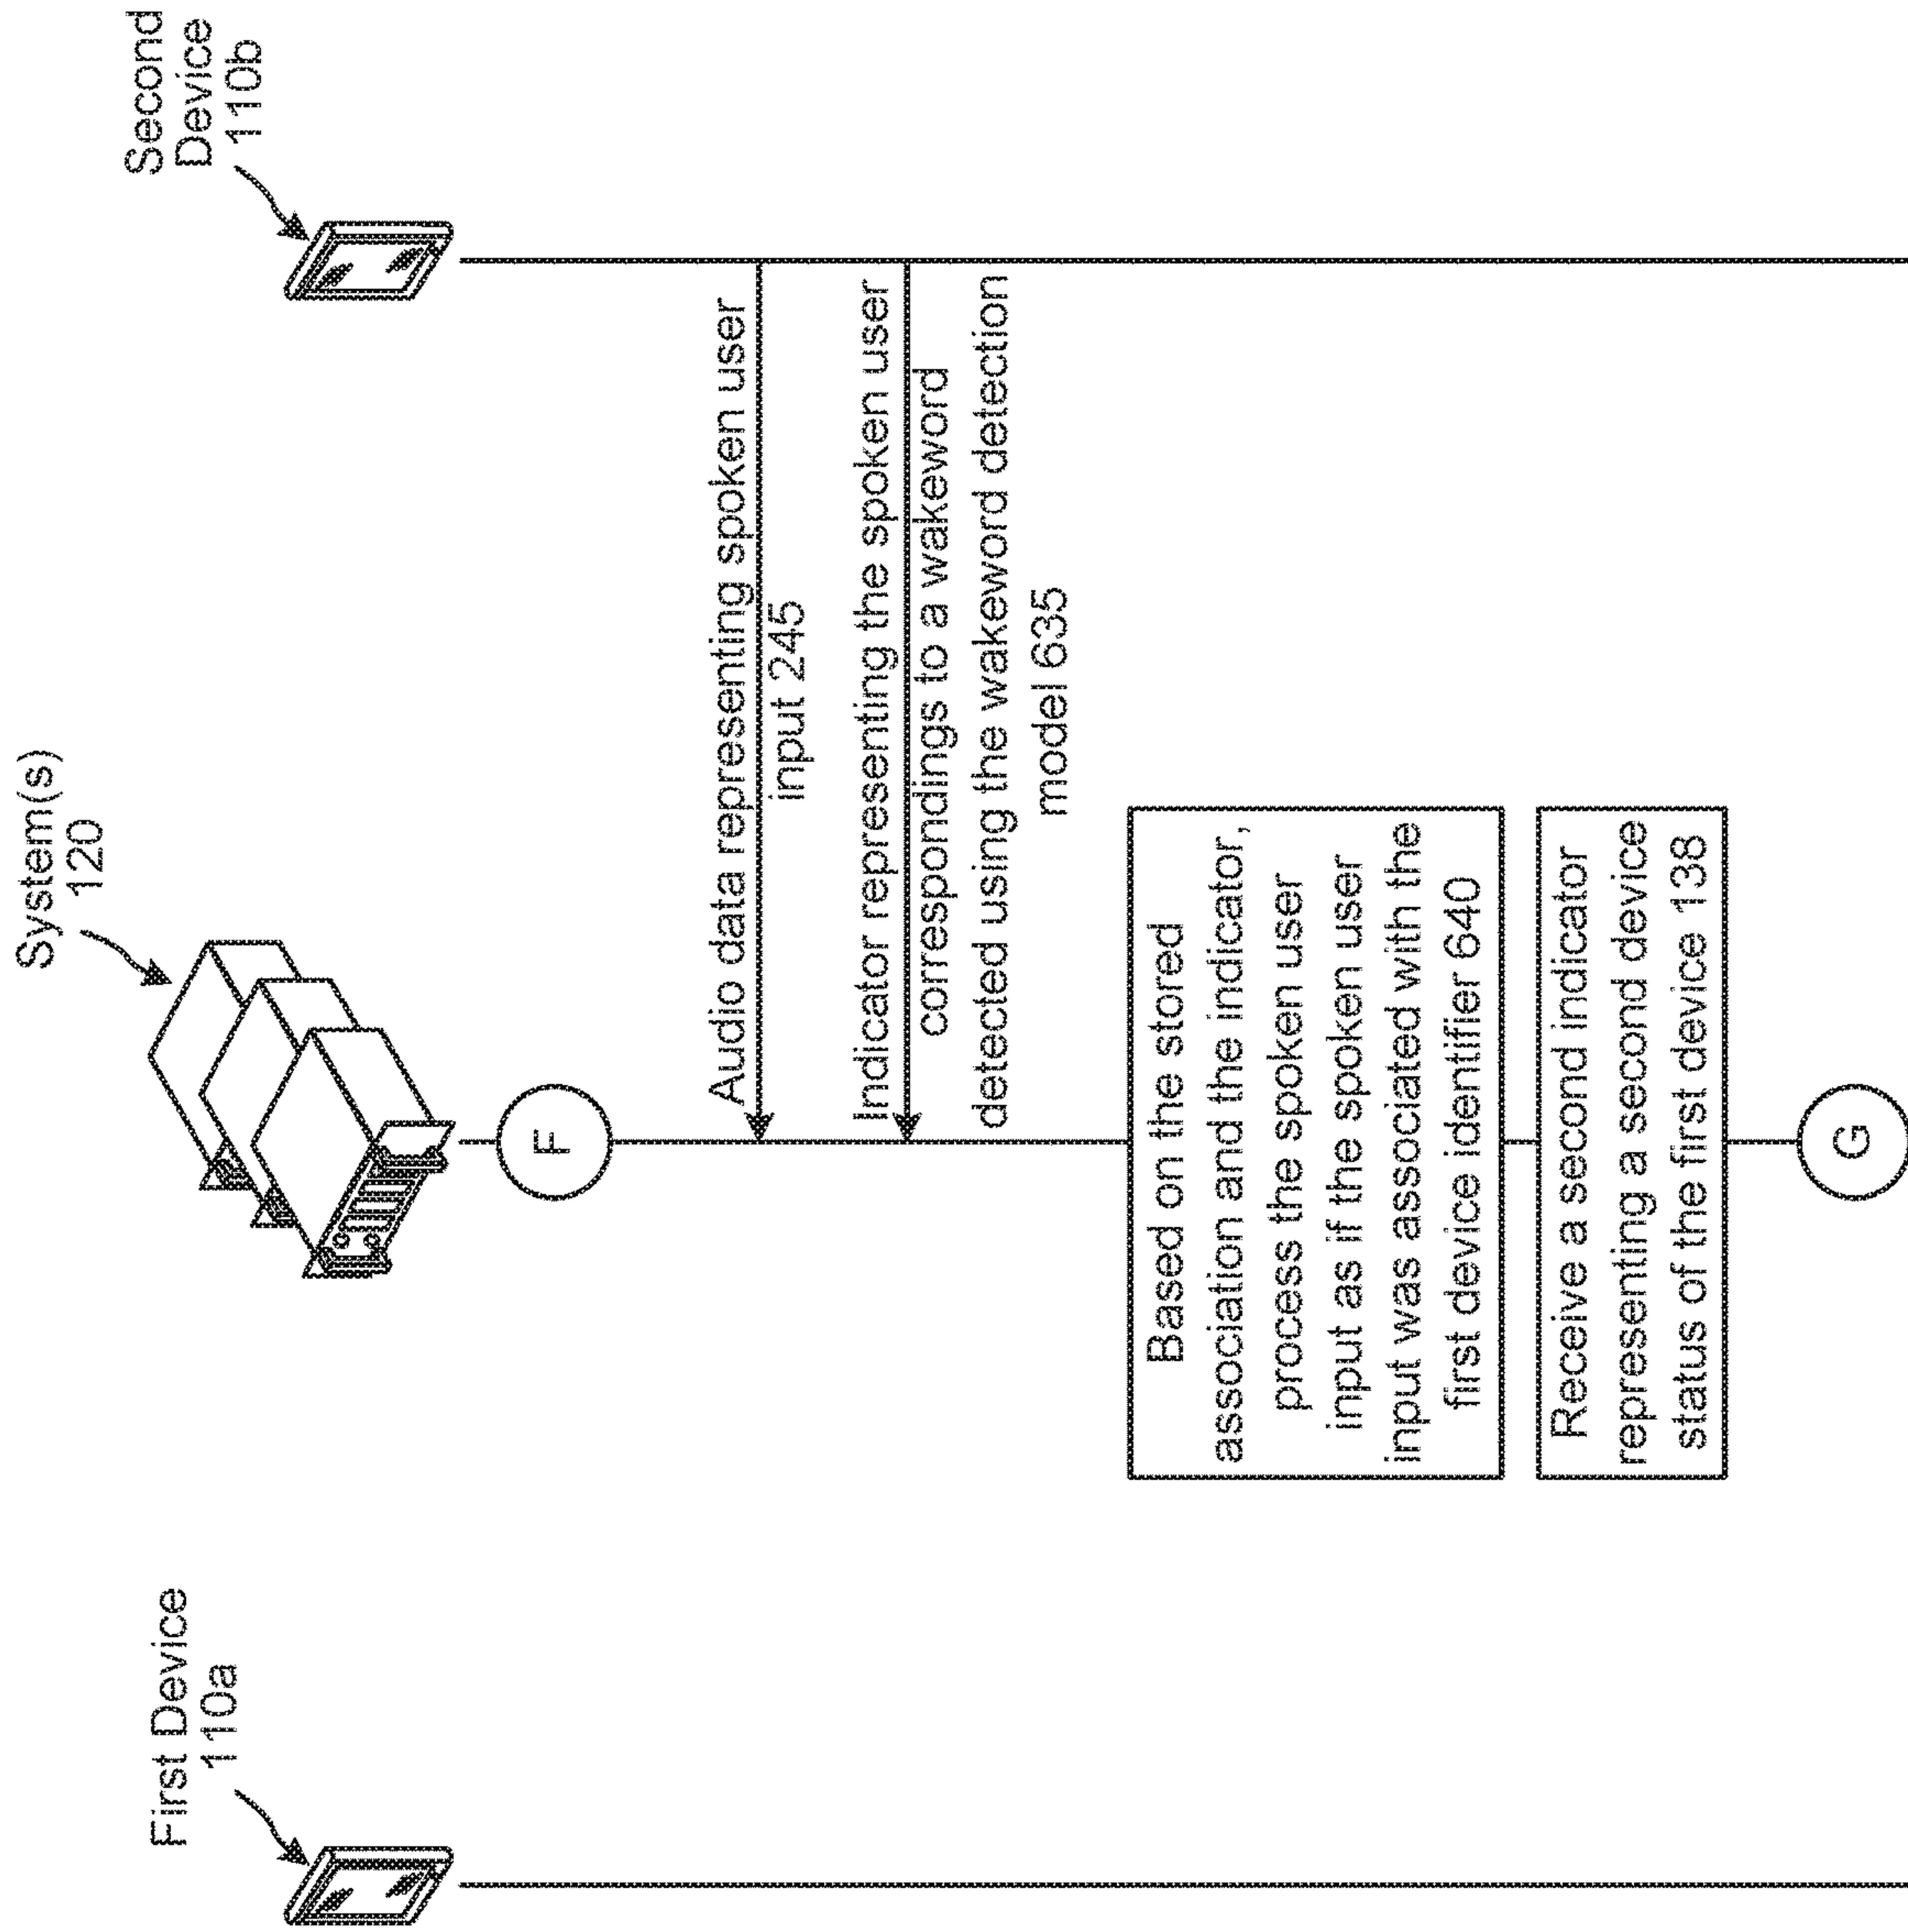 First Device
110a
System(s)
120
Second
Device
110b
F
Audio data representing spoken user
input 245
Indicator representing the spoken user
correspondings to a wakeword
detected using the wakeword detection
model 635
Based on the stored
association and the indicator,
process the spoken user
input as if the spoken user
input was associated with the
first device identifier 640
Receive a second indicator
representing a second device
status of the first device 138
G